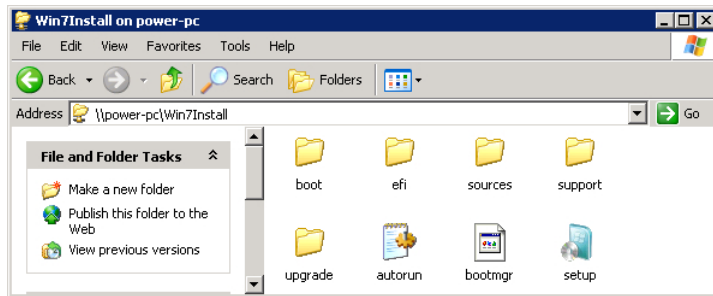 Win7Install on power-pc
File Edit View Favorites Tools Help
Back Search Folders
Address \\power-pc\Win7Install Go
File and Folder Tasks
Make a new folder
Publish this folder to the
Web
View previous versions
boot efi sources support
upgrade autorun bootmgr setup